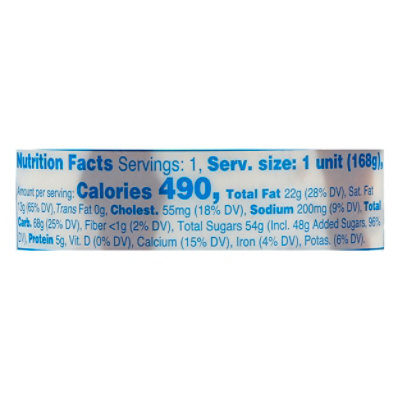 Nutrition Facts Servings: 1, Serv. size: 1 unit (168g),
Amount per serving: Calories 490, Total Fat 22g (28% DV), Sat. Fat
13g (65% DV), Trans Fat 0g, Cholest. 55mg (18% DV), Sodium 200mg (9% DV), Total
Carb. 68g (25% DV), Fiber <1g (2% DV), Total Sugars 54g (Incl. 48g Added Sugars, 96%
DV), Protein 5g, Vit. D (0% DV), Calcium (15% DV), Iron (4% DV), Potas. (6% DV).